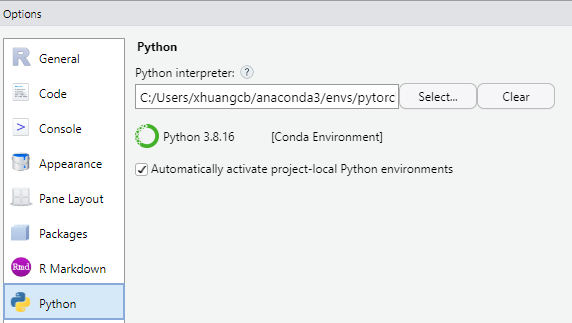 Options
R
General
Code
Console
Appearance
Pane Layout
Packages
Rmd
R Markdown
Python
Python
Python interpreter: ?
C:/Users/xhuangcb/anaconda3/envs/pytorc
Select...
Clear
Python 3.8.16 [Conda Environment]
Automatically activate project-local Python environments